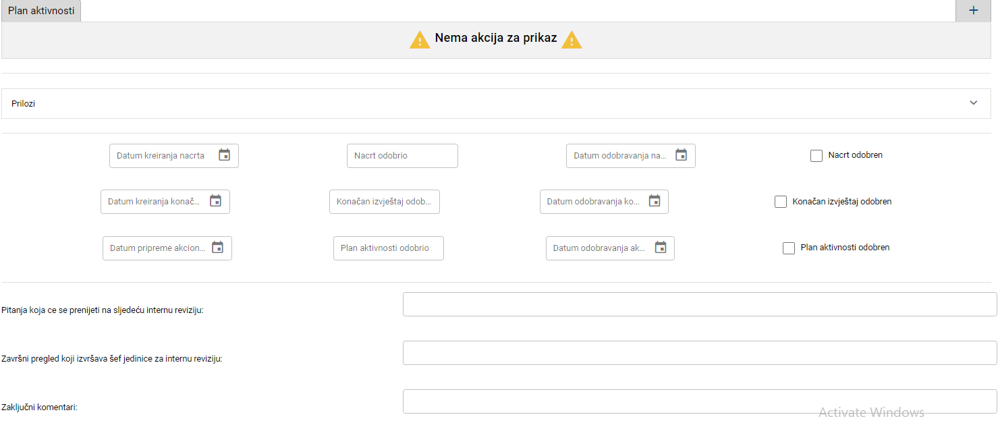 Plan aktivnosti
+
Nema akcija za prikaz
Prilozi
Datum kreiranja nacrta
Nacrt odobrio
Datum odobravanja na...
Nacrt odobren
Datum kreiranja konač...
Konačan izvještaj odob...
Datum odobravanja ko...
Konačan izvještaj odobren
Datum pripreme akcion...
Plan aktivnosti odobrio
Datum odobravanja ak...
Plan aktivnosti odobren
Pitanja koja ce se prenijeti na sljedeću internu reviziju:
Završni pregled koji izvršava šef jedinice za internu reviziju:
Zaključni komentari:
Activate Windows